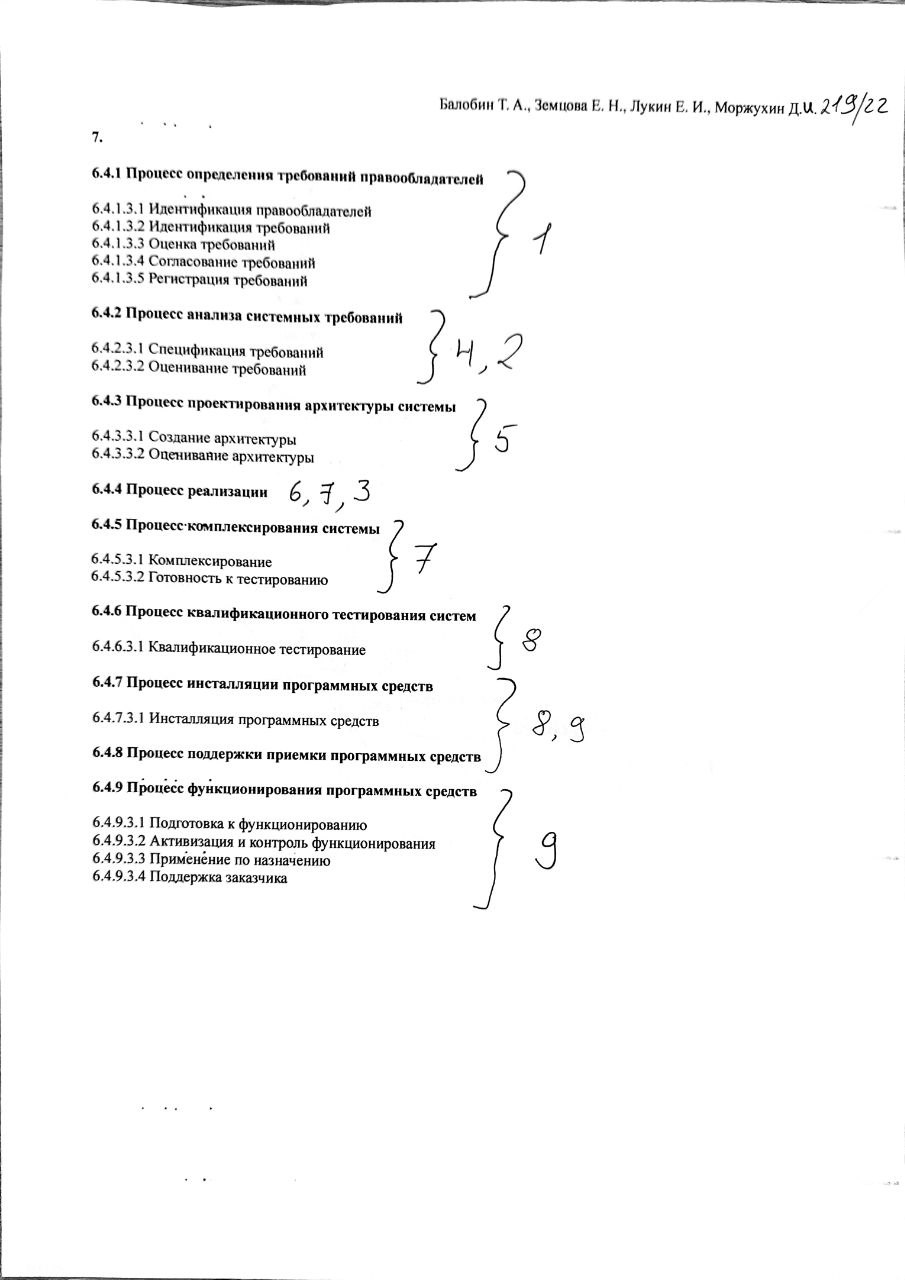 Балобин Т. А., Земцова Е. Н., Лукин Е. И., Моржухин Д.И. 219/22
7.
6.4.1 Процесс определения требований правообладателей
6.4.1.3.1 Идентификация правообладателей
6.4.1.3.2 Идентификация требований
6.4.1.3.3 Оценка требований
6.4.1.3.4 Согласование требований
6.4.1.3.5 Регистрация требований
1
6.4.2 Процесс анализа системных требований
6.4.2.3.1 Спецификация требований
6.4.2.3.2 Оценивание требований
4, 2
6.4.3 Процесс проектирования архитектуры системы
6.4.3.3.1 Создание архитектуры
6.4.3.3.2 Оценивание архитектуры
5
6.4.4 Процесс реализации 6, 7, 3
6.4.5 Процесс комплексирования системы
6.4.5.3.1 Комплексирование
6.4.5.3.2 Готовность к тестированию
7
6.4.6 Процесс квалификационного тестирования систем
6.4.6.3.1 Квалификационное тестирование
8
6.4.7 Процесс инсталляции программных средств
6.4.7.3.1 Инсталляция программных средств
6.4.8 Процесс поддержки приемки программных средств
8, 9
6.4.9 Процесс функционирования программных средств
6.4.9.3.1 Подготовка к функционированию
6.4.9.3.2 Активизация и контроль функционирования
6.4.9.3.3 Применение по назначению
6.4.9.3.4 Поддержка заказчика
9